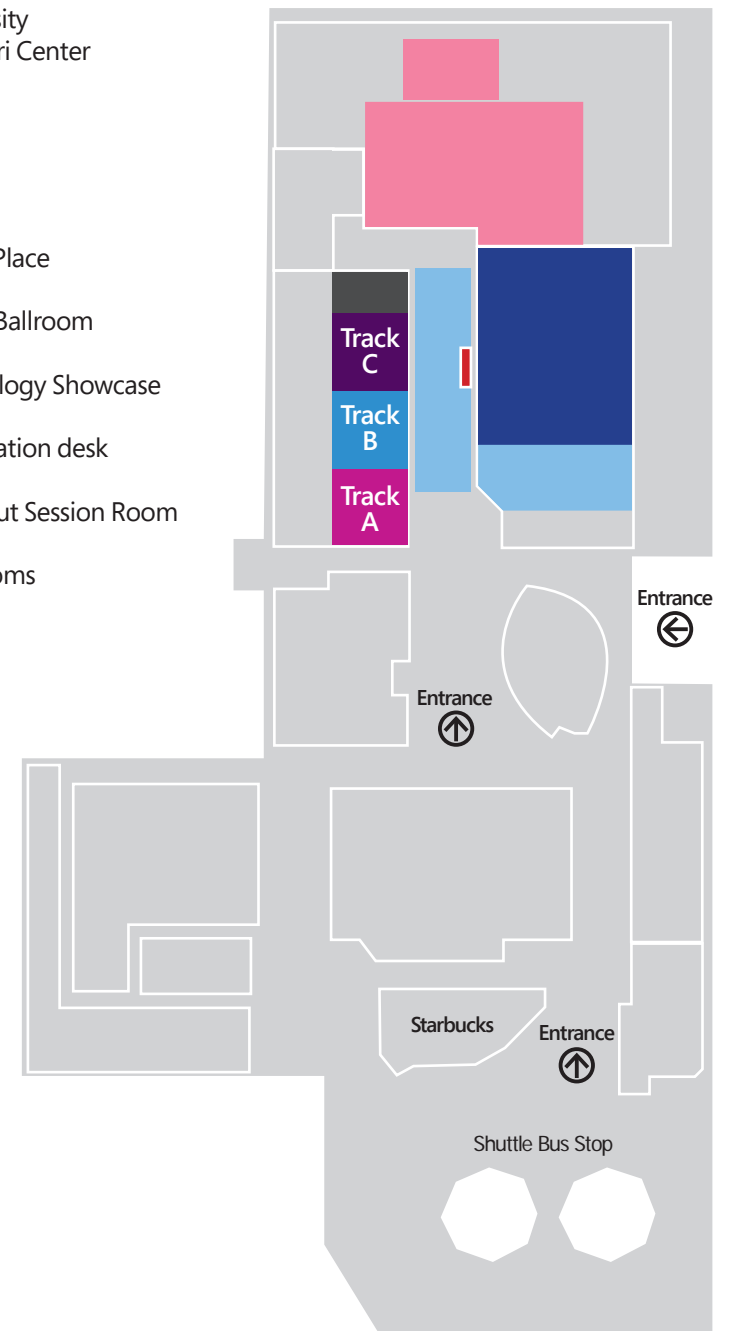 sity
ri Center
Place
Ballroom
logy Showcase
ation desk
ut Session Room
oms
Track
C
Track
B
Track
A
Entrance
Entrance
Starbucks
Entrance
Shuttle Bus Stop